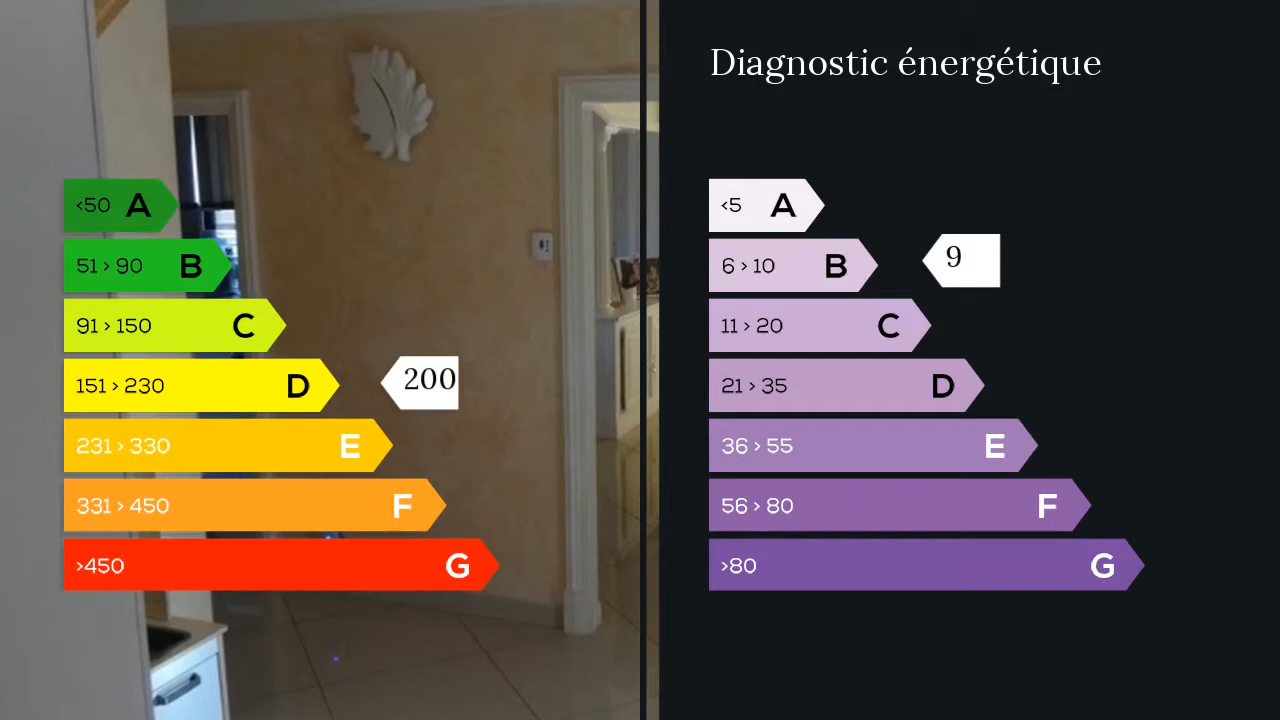 Diagnostic énergétique
<50 A
51 > 90 B
91 > 150 C
151 > 230 D
200
231 > 330 E
331 > 450 F
>450 G
<5 A
6 > 10 B
9
11 > 20 C
21 > 35 D
36 > 55 E
56 > 80 F
>80 G